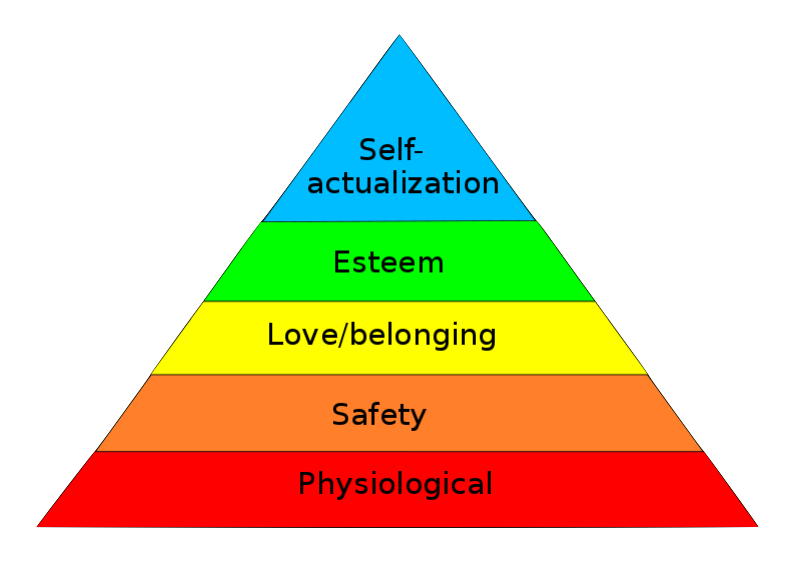 Self-
actualization
Esteem
Love/belonging
Safety
Physiological